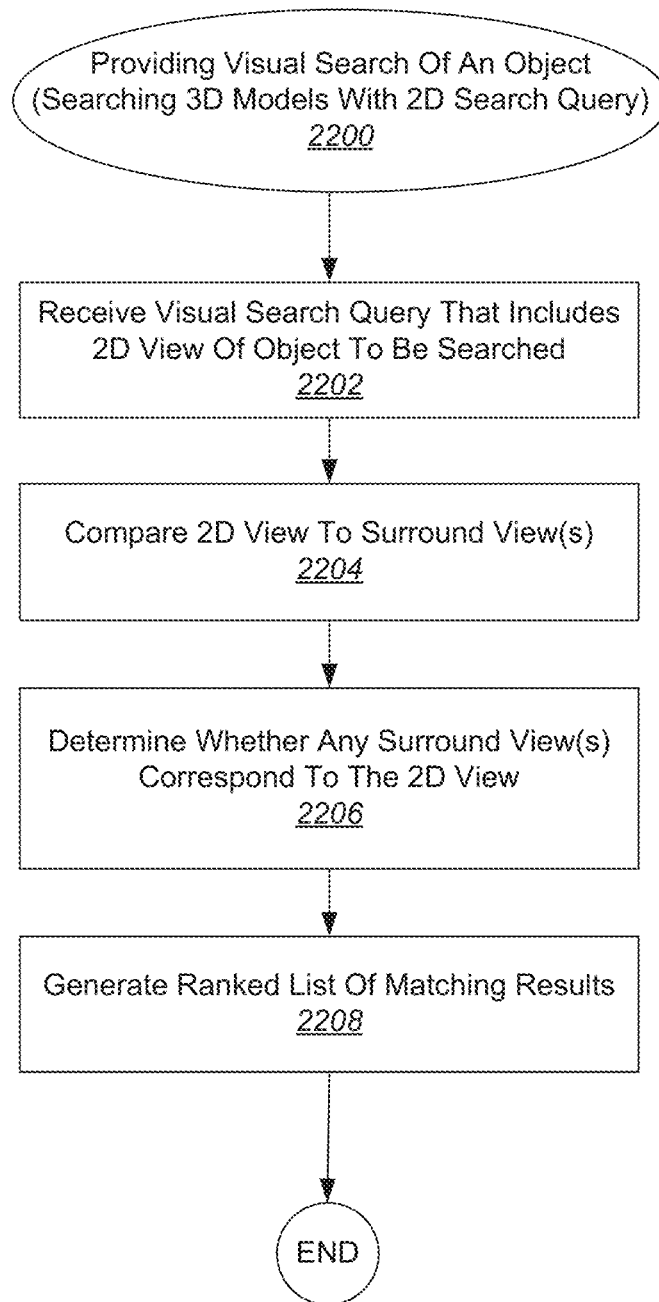 Providing Visual Search Of An Object
(Searching 3D Models With 2D Search Query)
2200
Receive Visual Search Query That Includes
2D View Of Object To Be Searched
2202
Compare 2D View To Surround View(s)
2204
Determine Whether Any Surround View(s)
Correspond To The 2D View
2206
Generate Ranked List Of Matching Results
2208
END